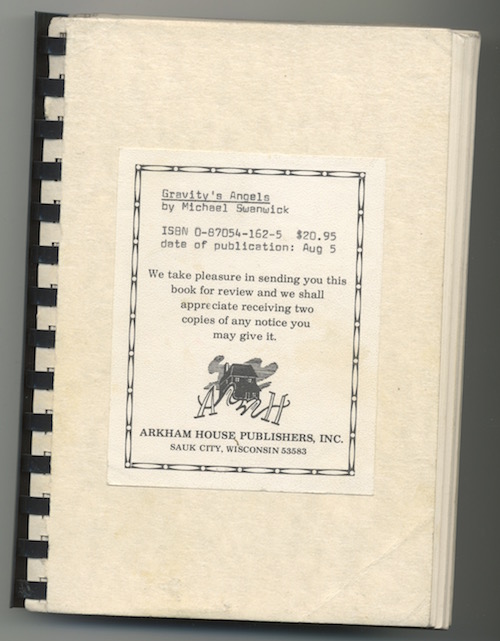 Gravity's Angels
by Michael Swanwick
ISBN 0-87054-162-5 $20.95
date of publication: Aug 5
We take pleasure in sending you this
book for review and we shall
appreciate receiving two
copies of any notice you
may give it.
ARKHAM HOUSE PUBLISHERS, INC.
SAUK CITY, WISCONSIN 53583